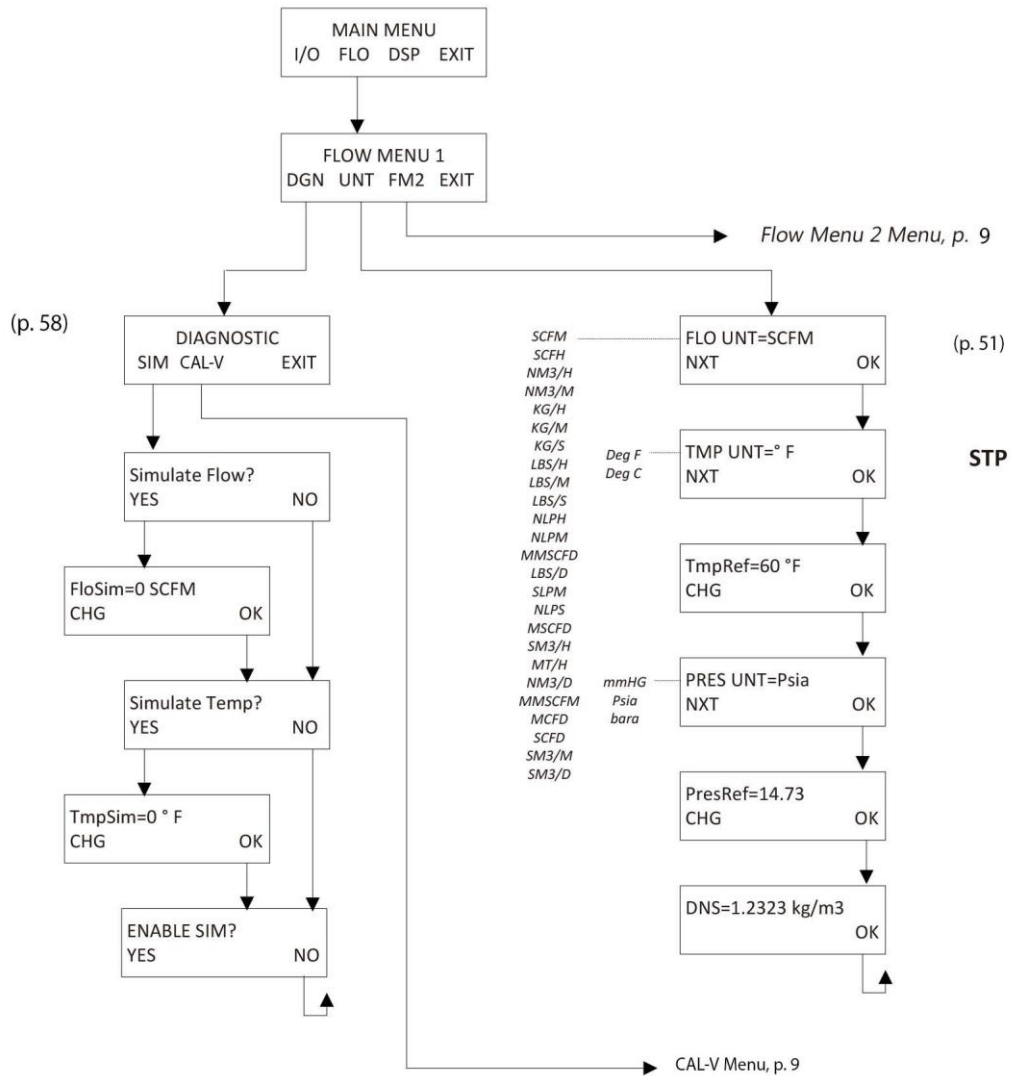 MAIN MENU
I/O FLO DSP EXIT
FLOW MENU 1
DGN UNT FM2 EXIT
Flow Menu 2 Menu, p. 9
(p. 58)
DIAGNOSTIC
SIM CAL-V EXIT
Simulate Flow?
YES NO
FloSim=0 SCFM
CHG OK
Simulate Temp?
YES NO
TmpSim=0 ° F
CHG OK
ENABLE SIM?
YES NO
SCFM
SCFH
NM3/H
NM3/M
KG/H
KG/M
KG/S
LBS/H
LBS/M
LBS/S
NLPH
NLPM
MMSCFD
LBS/D
SLPM
NLPS
MSCFD
SM3/H
MT/H
NM3/D
MMSCFM
MCFD
SCFD
SM3/M
SM3/D
FLO UNT=SCFM
NXT OK
(p. 51)
Deg F
Deg C
TMP UNT=° F
NXT OK
STP
TmpRef=60 °F
CHG OK
mmHG
Psia
bara
PRES UNT=Psia
NXT OK
PresRef=14.73
CHG OK
DNS=1.2323 kg/m3
OK
CAL-V Menu, p. 9